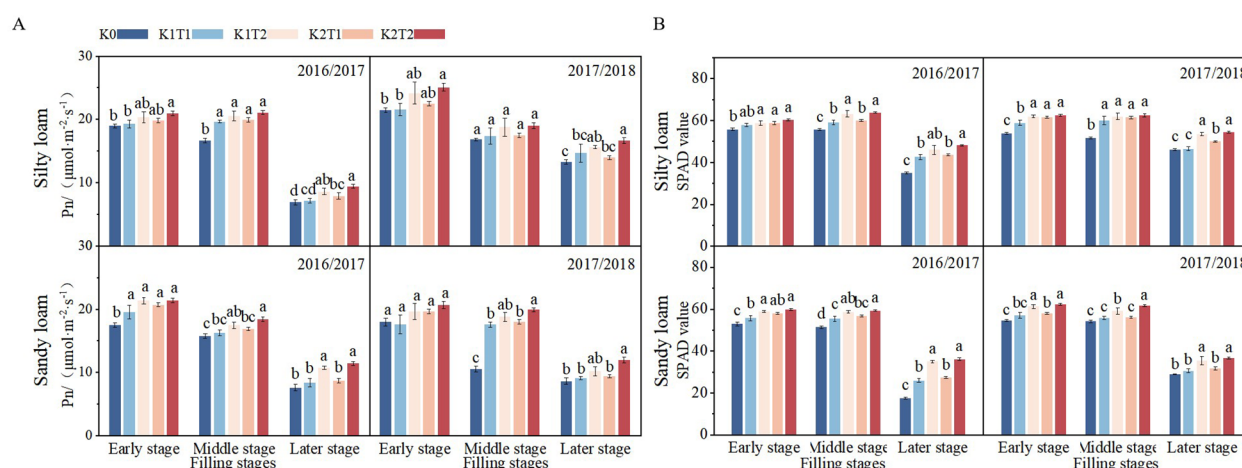 A
K0 K1T1 K1T2 K2T1 K2T2
30
20
10
30
20
10
0
Silty loam
Pn/ (μmol·m-2·s-1)
Sandy loam
Pn/ (μmol·m-2·s-1)
2016/2017
b b ab ab a
b a a a a
d cd ab bc a
2017/2018
b b ab ab a
a a a a a
c bc ab bc a
2016/2017
b a a a a
c bc ab bc a
b b a b a
2017/2018
a a a a a
c b ab b a
b b ab b a
Early stage Middle stage Later stage
Early stage Middle stage Later stage
Filling stages
B
80
60
40
20
0
80
60
40
20
0
Silty loam
SPAD value
Sandy loam
SPAD value
2016/2017
b ab a a a
c b a b a
c b ab b a
2017/2018
c b a a a
b a a a a
c c a b a
2016/2017
c b a ab a
d c ab bc a
c b a b a
2017/2018
c bc a b a
c c b c a
b b a b a
Early stage Middle stage Later stage
Early stage Middle stage Later stage
Filling stages